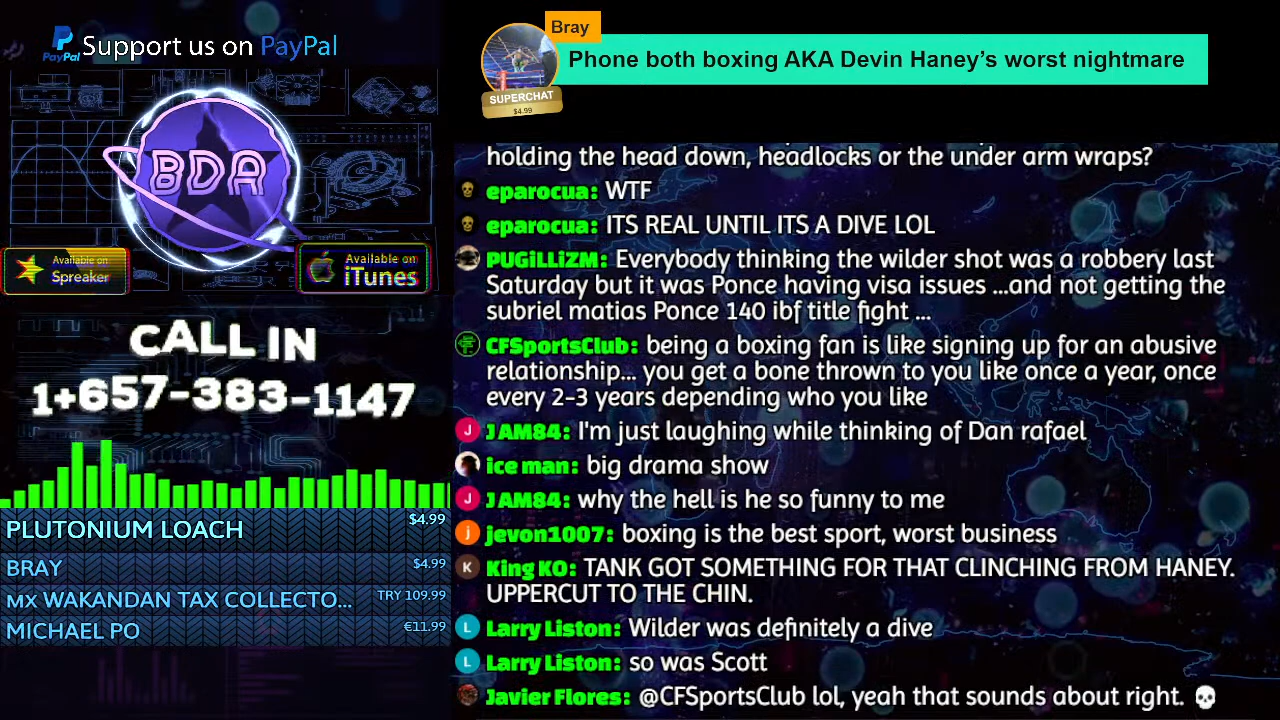 PayPal
Support us on PayPal
BDA
Available on
Spreaker
Available on
iTunes
CALL IN
1+657-383-1147
PLUTONIUM LOACH $4.99
BRAY $4.99
MX WAKANDAN TAX COLLECTO... TRY 109.99
MICHAEL PO €11.99
Bray
Phone both boxing AKA Devin Haney’s worst nightmare
SUPERCHAT
$4.99
holding the head down, headlocks or the under arm wraps?
eparocua: WTF
eparocua: ITS REAL UNTIL ITS A DIVE LOL
PUGiLLiZM: Everybody thinking the wilder shot was a robbery last
Saturday but it was Ponce having visa issues ...and not getting the
subriel matias Ponce 140 ibf title fight ...
CFSportsClub: being a boxing fan is like signing up for an abusive
relationship... you get a bone thrown to you like once a year, once
every 2-3 years depending who you like
J J AM84: I'm just laughing while thinking of Dan rafael
ice man: big drama show
J J AM84: why the hell is he so funny to me
j jevon1007: boxing is the best sport, worst business
K King KO: TANK GOT SOMETHING FOR THAT CLINCHING FROM HANEY.
UPPERCUT TO THE CHIN.
L Larry Liston: Wilder was definitely a dive
L Larry Liston: so was Scott
Javier Flores: @CFSportsClub lol, yeah that sounds about right. 💀